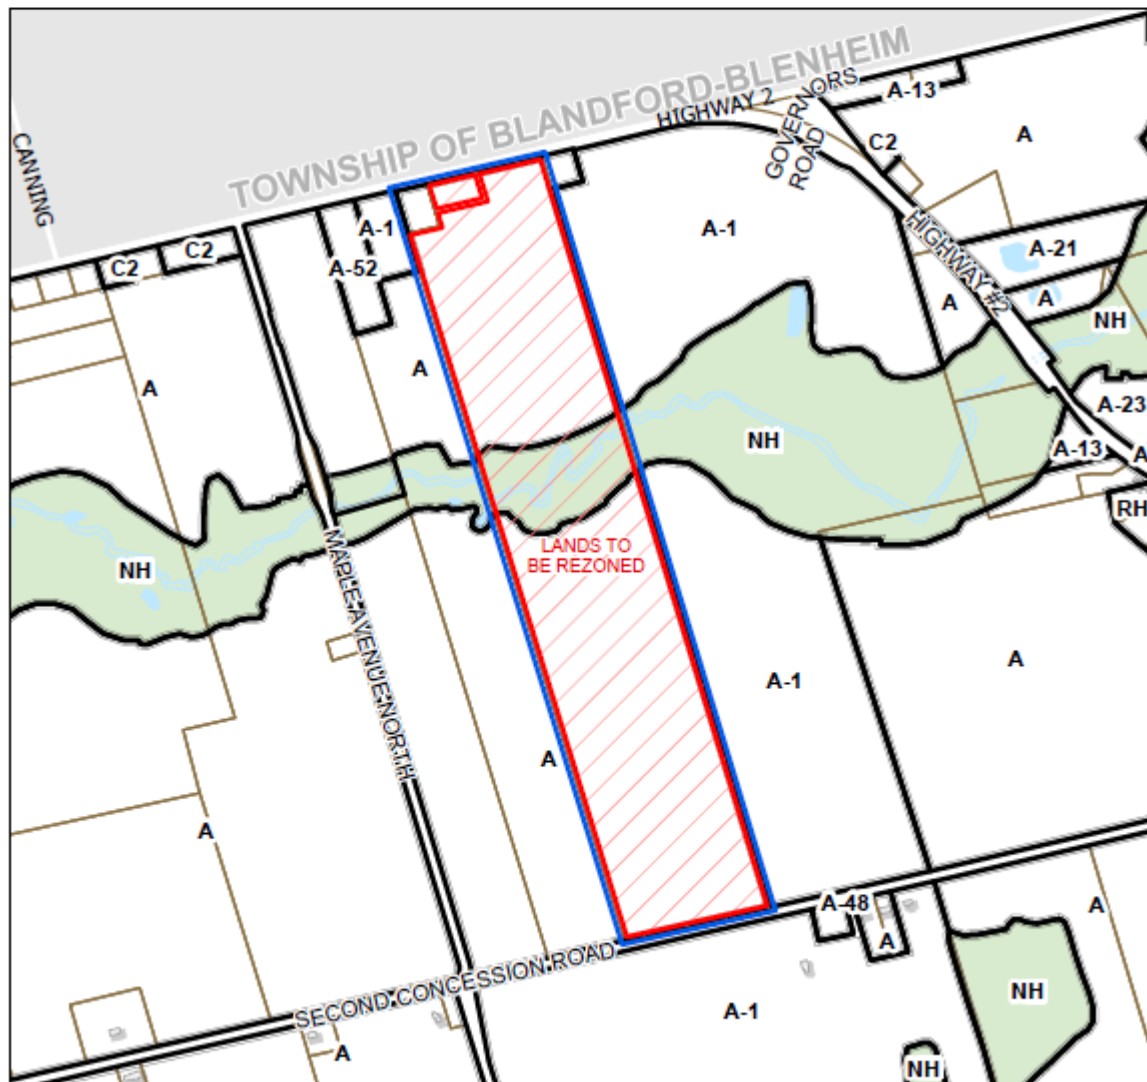 TOWNSHIP OF BLANDFORD-BLENHEIM
HIGHWAY 2
GOVERNORS
ROAD
A-13
C2
A
CANNING
A-1
A-52
C2
C2
A-1
A-21
HIGHWAY #2
A
A
NH
A
A
A-23
NH
A-13
A
RH
LANDS TO
BE REZONED
NH
MAPLE AVENUE NORTH
A
A-1
A
A
A-48
A
A
SECOND CONCESSION ROAD
NH
A-1
A
NH